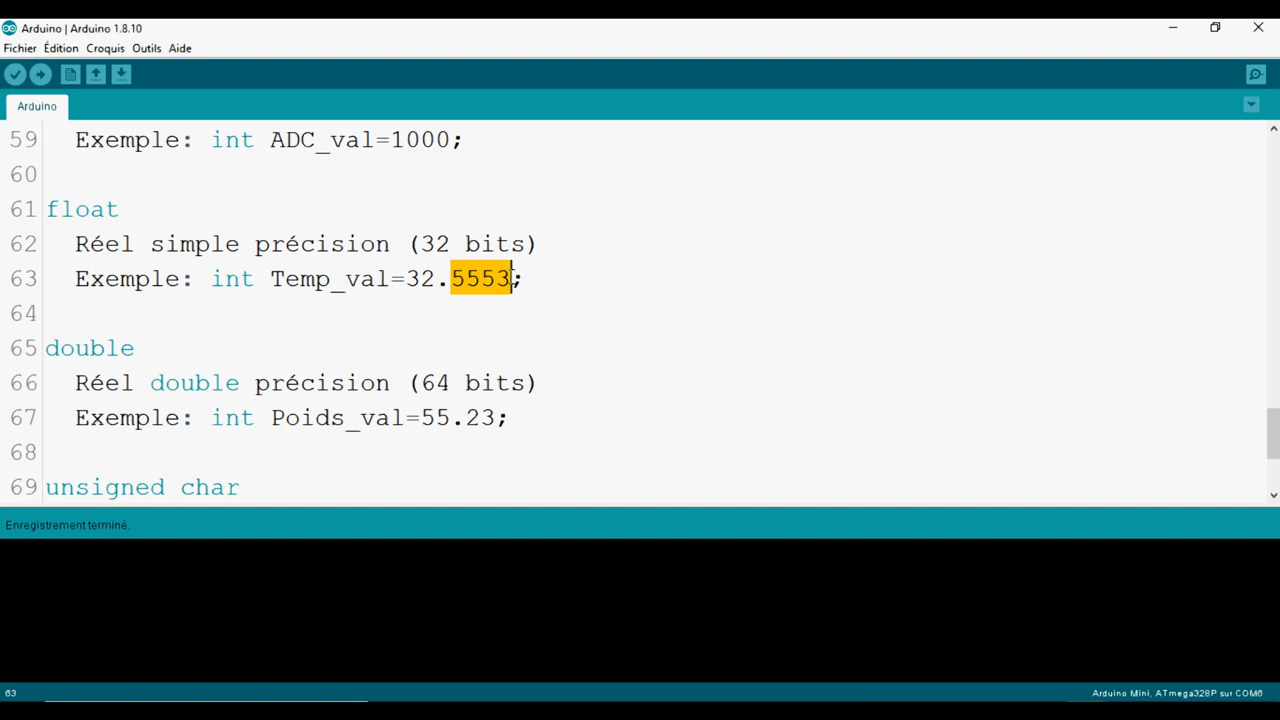 Arduino | Arduino 1.8.10
Fichier Édition Croquis Outils Aide
Arduino
59 Exemple: int ADC_val=1000;
60
61 float
62 Réel simple précision (32 bits)
63 Exemple: int Temp_val=32.5553;
64
65 double
66 Réel double précision (64 bits)
67 Exemple: int Poids_val=55.23;
68
69 unsigned char
Enregistrement terminé.
63
Arduino Mini, ATmega328P sur COM6